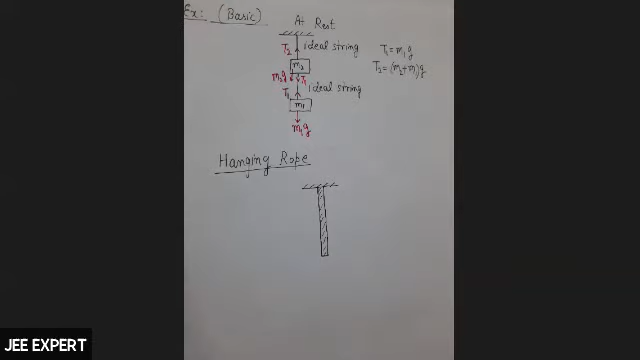 Ex: (Basic)
At Rest
ideal string
T₂
T₁ = m₁g
m₂
T₂ = (m₂+m₁)g
m₂g
T₁
T₁
ideal string
m₁
m₁g
Hanging Rope
JEE EXPERT